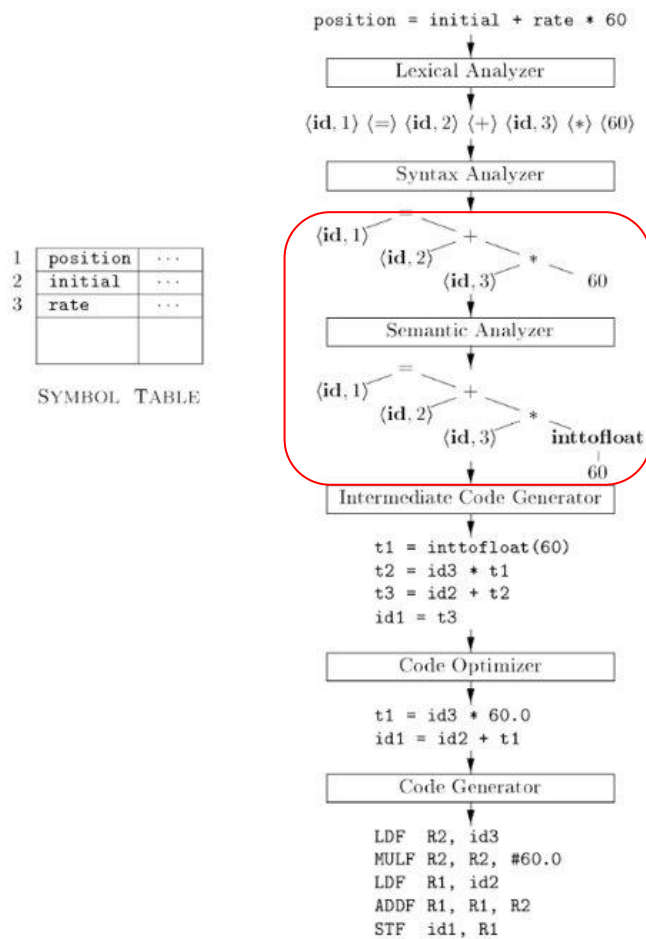 position = initial + rate * 60
Lexical Analyzer
⟨id, 1⟩ ⟨=⟩ ⟨id, 2⟩ ⟨+⟩ ⟨id, 3⟩ ⟨*⟩ ⟨60⟩
Syntax Analyzer
=
⟨id, 1⟩
+
⟨id, 2⟩
*
⟨id, 3⟩
60
1 position ...
2 initial ...
3 rate ...
SYMBOL TABLE
Semantic Analyzer
=
⟨id, 1⟩
+
⟨id, 2⟩
*
⟨id, 3⟩
inttofloat
60
Intermediate Code Generator
t1 = inttofloat(60)
t2 = id3 * t1
t3 = id2 + t2
id1 = t3
Code Optimizer
t1 = id3 * 60.0
id1 = id2 + t1
Code Generator
LDF R2, id3
MULF R2, R2, #60.0
LDF R1, id2
ADDF R1, R1, R2
STF id1, R1